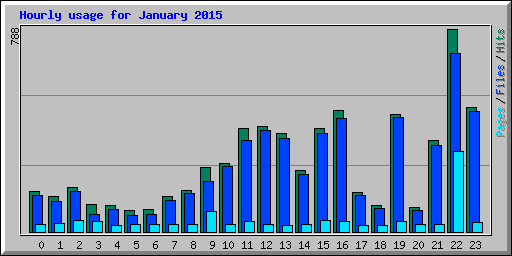 Hourly usage for January 2015
788
Pages/Files/Hits
0 1 2 3 4 5 6 7 8 9 10 11 12 13 14 15 16 17 18 19 20 21 22 23